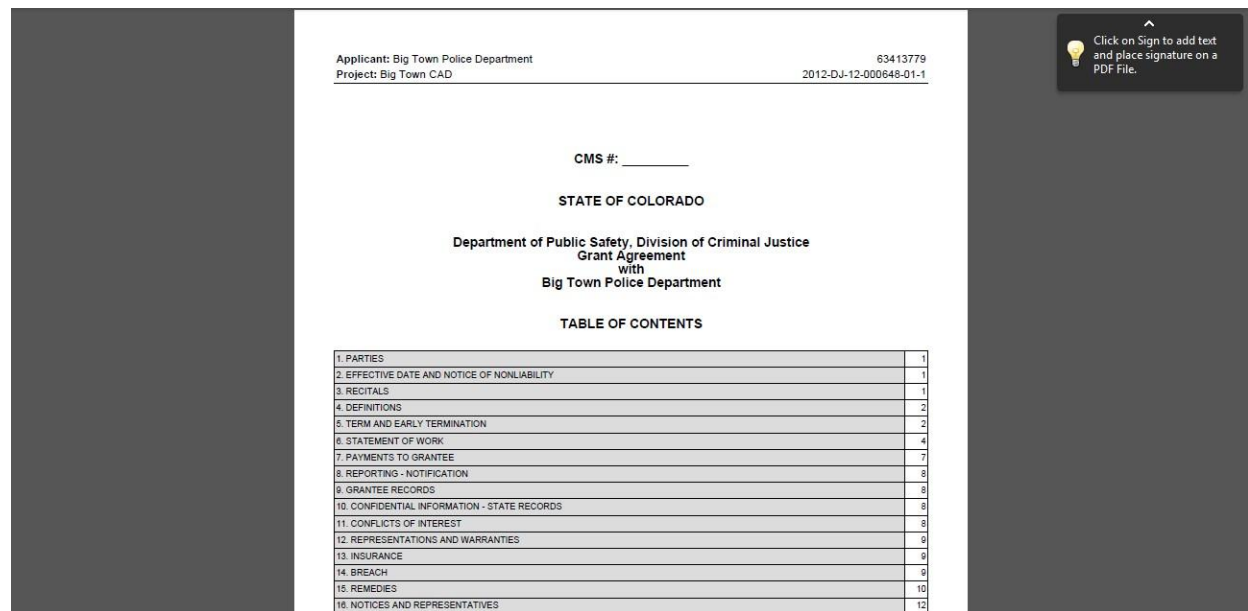 Applicant: Big Town Police Department 63413779
Project: Big Town CAD 2012-DJ-12-000648-01-1
Click on Sign to add text
and place signature on a
PDF File.
CMS #: _________
STATE OF COLORADO
Department of Public Safety, Division of Criminal Justice
Grant Agreement
with
Big Town Police Department
TABLE OF CONTENTS
1. PARTIES 1
2. EFFECTIVE DATE AND NOTICE OF NONLIABILITY 1
3. RECITALS 1
4. DEFINITIONS 2
5. TERM AND EARLY TERMINATION 2
6. STATEMENT OF WORK 4
7. PAYMENTS TO GRANTEE 7
8. REPORTING - NOTIFICATION 8
9. GRANTEE RECORDS 8
10. CONFIDENTIAL INFORMATION - STATE RECORDS 8
11. CONFLICTS OF INTEREST 8
12. REPRESENTATIONS AND WARRANTIES 9
13. INSURANCE 9
14. BREACH 9
15. REMEDIES 10
16. NOTICES AND REPRESENTATIVES 12